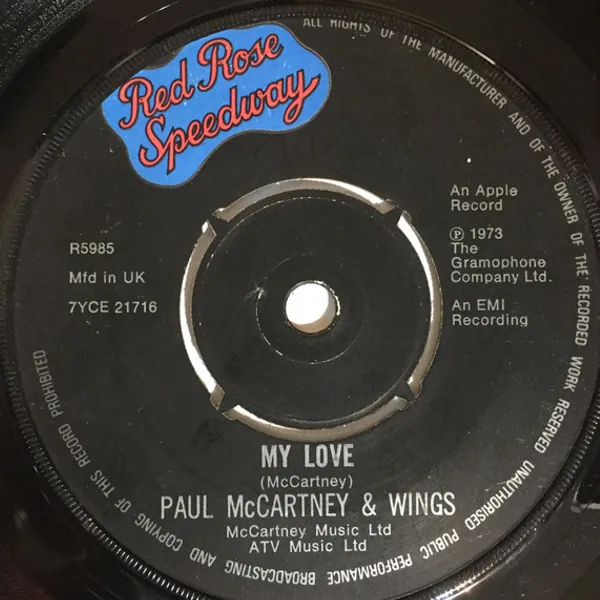 Red Rose
Speedway
ALL RIGHTS OF THE MANUFACTURER AND OF THE OWNER OF THE RECORDED WORK RESERVED UNAUTHORISED PUBLIC PERFORMANCE BROADCASTING AND COPYING OF THIS RECORD PROHIBITED
R5985
Mfd in UK
7YCE 21716
An Apple
Record
℗ 1973
The
Gramophone
Company Ltd.
An EMI
Recording
MY LOVE
(McCartney)
PAUL McCARTNEY & WINGS
McCartney Music Ltd
ATV Music Ltd